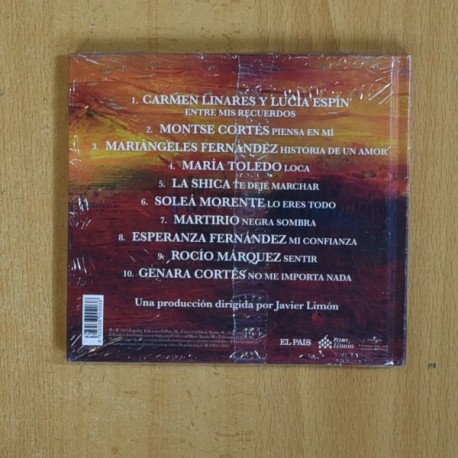 1. CARMEN LINARES Y LUCÍA ESPÍN
ENTRE MIS RECUERDOS
2. MONTSE CORTÉS PIENSA EN MÍ
3. MARIÁNGELES FERNÁNDEZ HISTORIA DE UN AMOR
4. MARÍA TOLEDO LOCA
5. LA SHICA TE DEJÉ MARCHAR
6. SOLEÁ MORENTE LO ERES TODO
7. MARTIRIO NEGRA SOMBRA
8. ESPERANZA FERNÁNDEZ MI CONFIANZA
9. ROCÍO MÁRQUEZ SENTIR
10. GENARA CORTÉS NO ME IMPORTA NADA
Una producción dirigida por Javier Limón
EL PAÍS